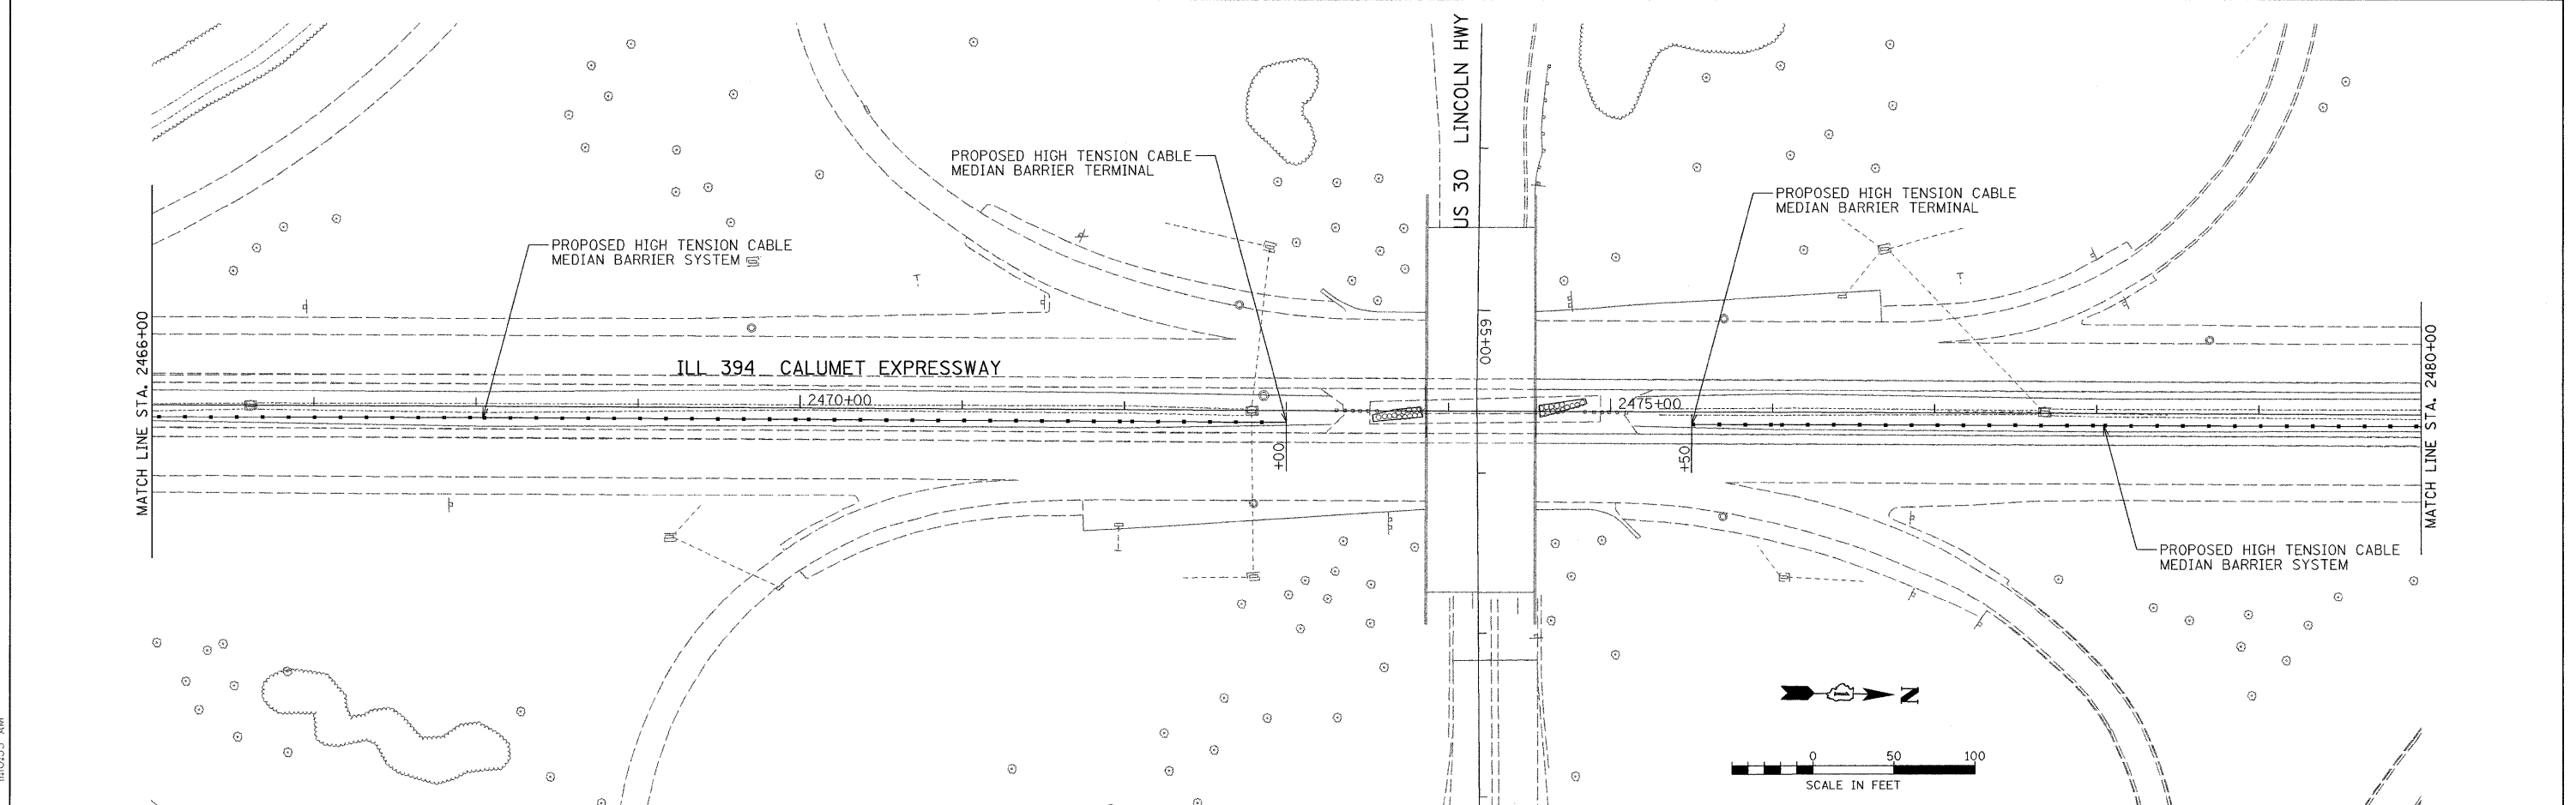 US 30 LINCOLN HWY
PROPOSED HIGH TENSION CABLE
MEDIAN BARRIER TERMINAL
PROPOSED HIGH TENSION CABLE
MEDIAN BARRIER TERMINAL
PROPOSED HIGH TENSION CABLE
MEDIAN BARRIER SYSTEM
MATCH LINE STA. 2466+00
ILL 394 CALUMET EXPRESSWAY
2470+00
165+00
2475+00
MATCH LINE STA. 2480+00
+00
+50
PROPOSED HIGH TENSION CABLE
MEDIAN BARRIER SYSTEM
N
0 50 100
SCALE IN FEET